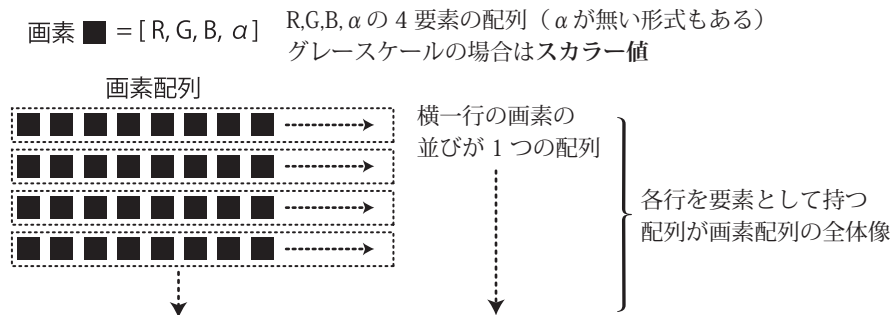 画素 ■ = [ R, G, B, α ]
R,G,B, α の 4 要素の配列（ α が無い形式もある）
グレースケールの場合はスカラー値
画素配列
横一行の画素の
並びが 1 つの配列
各行を要素として持つ
配列が画素配列の全体像